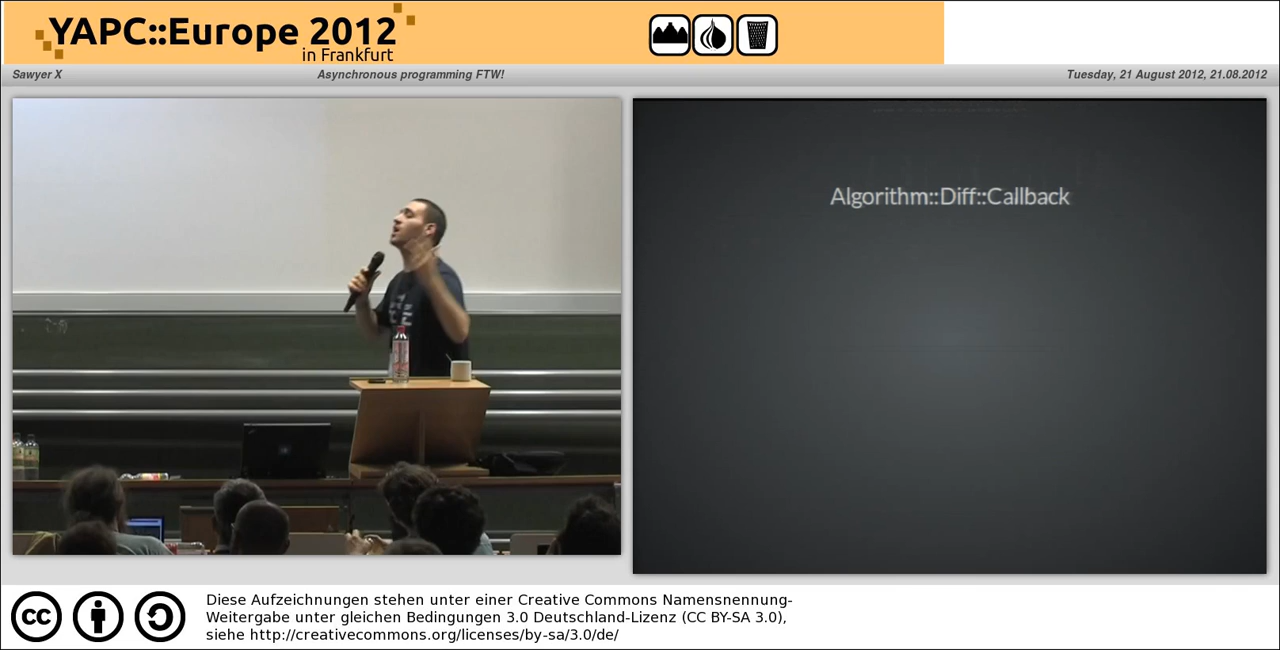 YAPC::Europe 2012
in Frankfurt
Sawyer X
Asynchronous programming FTW!
Tuesday, 21 August 2012, 21.08.2012
Algorithm::Diff::Callback
cc
Diese Aufzeichnungen stehen unter einer Creative Commons Namensnennung-
Weitergabe unter gleichen Bedingungen 3.0 Deutschland-Lizenz (CC BY-SA 3.0),
siehe http://creativecommons.org/licenses/by-sa/3.0/de/